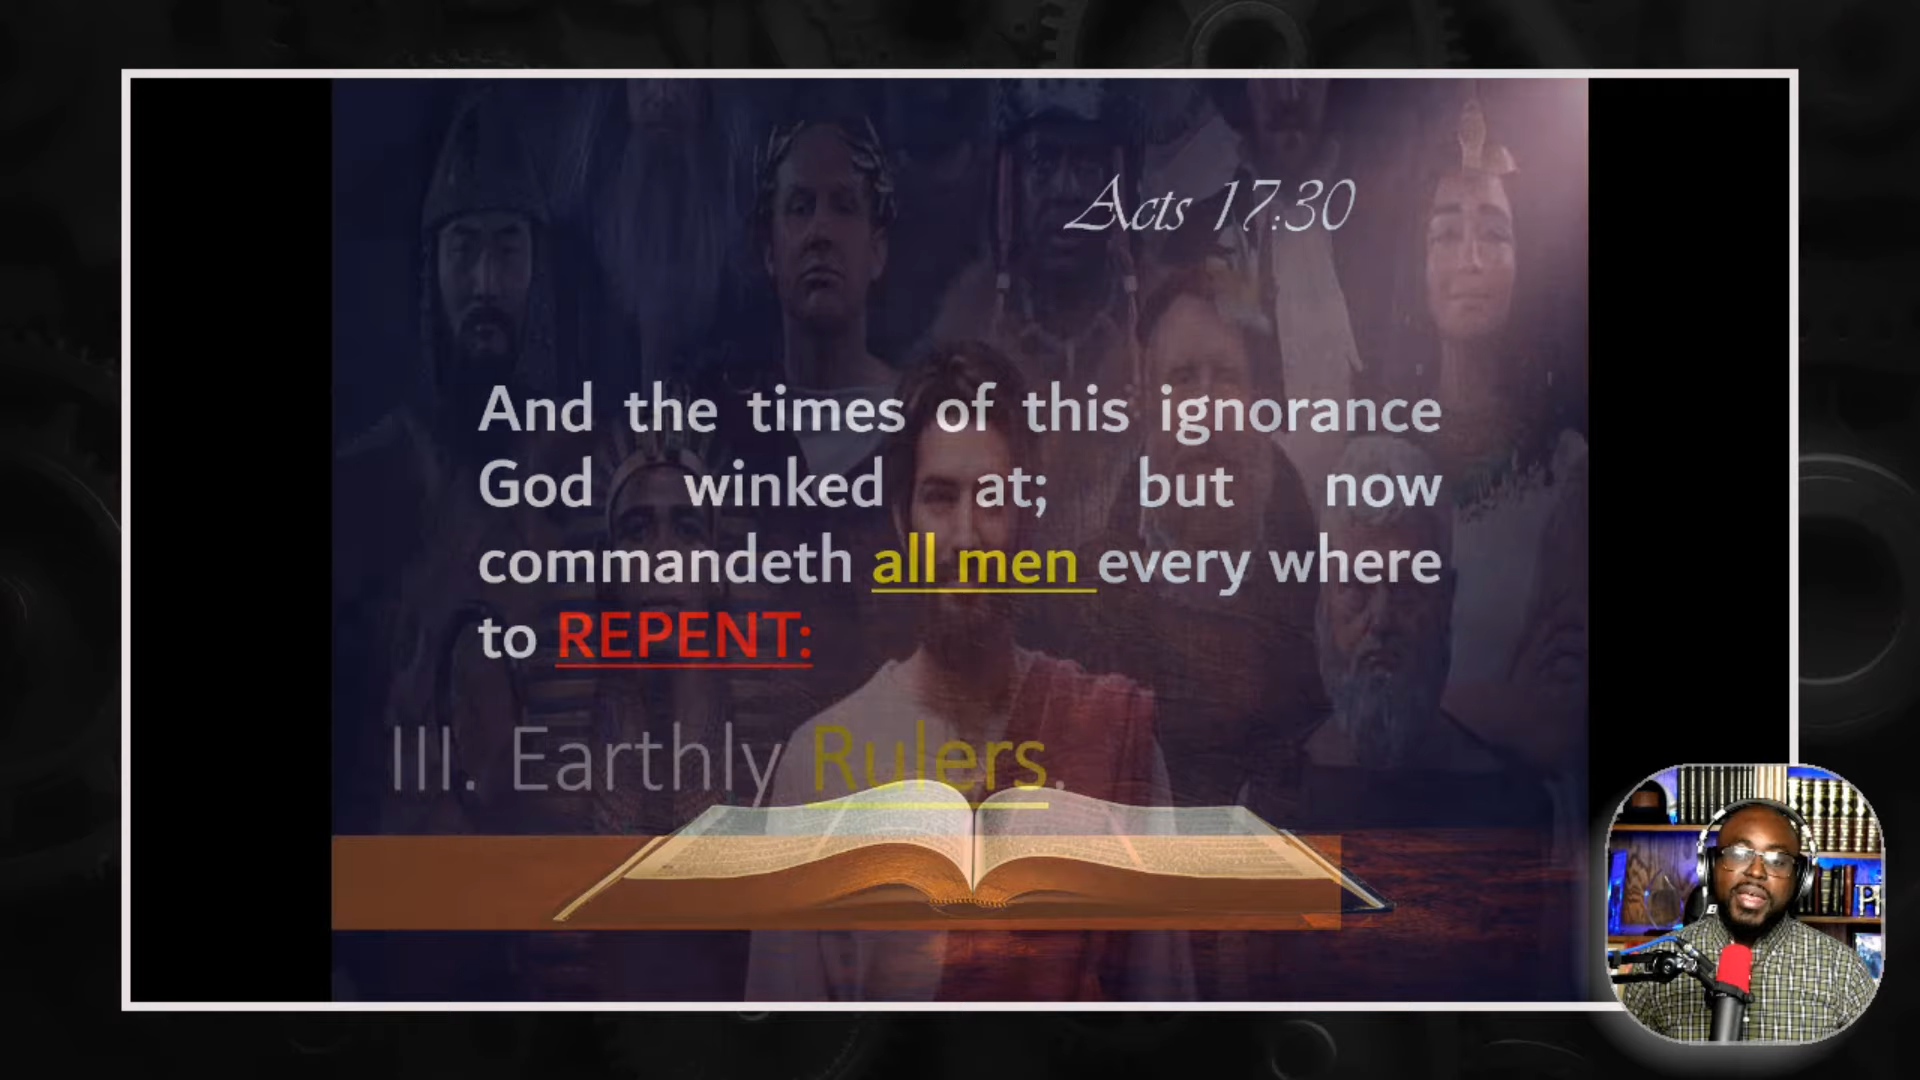 Acts 17:30
And the times of this ignorance
God winked at; but now
commandeth all men every where
to REPENT:
III. Earthly Rulers.